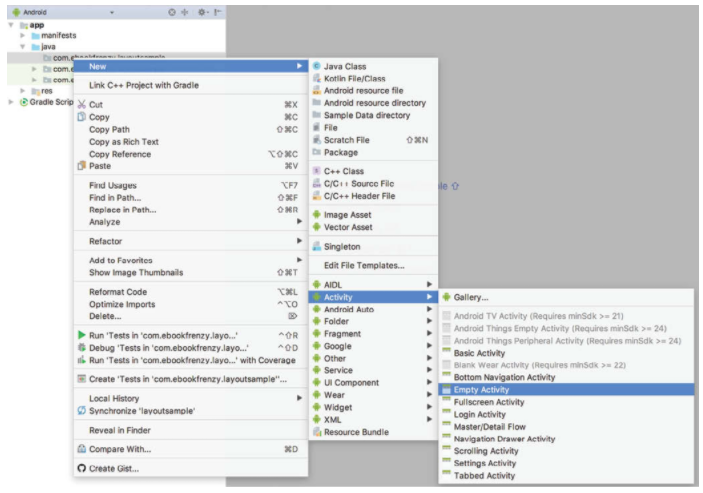 Android
app
manifests
java
com.ebookfrenzy.layoutsample
com.e
com.e
res
Gradle Scrip
New
Link C++ Project with Gradle
Cut ⌘X
Copy ⌘C
Copy Path ⇧⌘C
Copy as Rich Text
Copy Reference ⌥⇧⌘C
Paste ⌘V
Find Usages ⌥F7
Find in Path... ⇧⌘F
Replace in Path... ⇧⌘R
Analyze
Refactor
Add to Favorites
Show Image Thumbnails ⇧⌘T
Reformat Code ⌥⌘L
Optimize Imports ^⌥O
Delete... ⌦
Run 'Tests in 'com.ebookfrenzy.layo...' ^⇧R
Debug 'Tests in 'com.ebookfrenzy.layo...' ^⇧D
Run 'Tests in 'com.ebookfrenzy.layo...' with Coverage
Create 'Tests in 'com.ebookfrenzy.layoutsample''...
Local History
Synchronize 'layoutsample'
Reveal in Finder
Compare With... ⌘D
Create Gist...
Java Class
Kotlin File/Class
Android resource file
Android resource directory
Sample Data directory
File
Scratch File ⇧⌘N
Package
C++ Class
C/C++ Source File
C/C++ Header File
Image Asset
Vector Asset
Singleton
Edit File Templates...
AIDL
Activity
Android Auto
Folder
Fragment
Google
Other
Service
UI Component
Wear
Widget
XML
Resource Bundle
le ⇧
Gallery...
Android TV Activity (Requires minSdk >= 21)
Android Things Empty Activity (Requires minSdk >= 24)
Android Things Peripheral Activity (Requires minSdk >= 24)
Basic Activity
Blank Wear Activity (Requires minSdk >= 22)
Bottom Navigation Activity
Empty Activity
Fullscreen Activity
Login Activity
Master/Detail Flow
Navigation Drawer Activity
Scrolling Activity
Settings Activity
Tabbed Activity